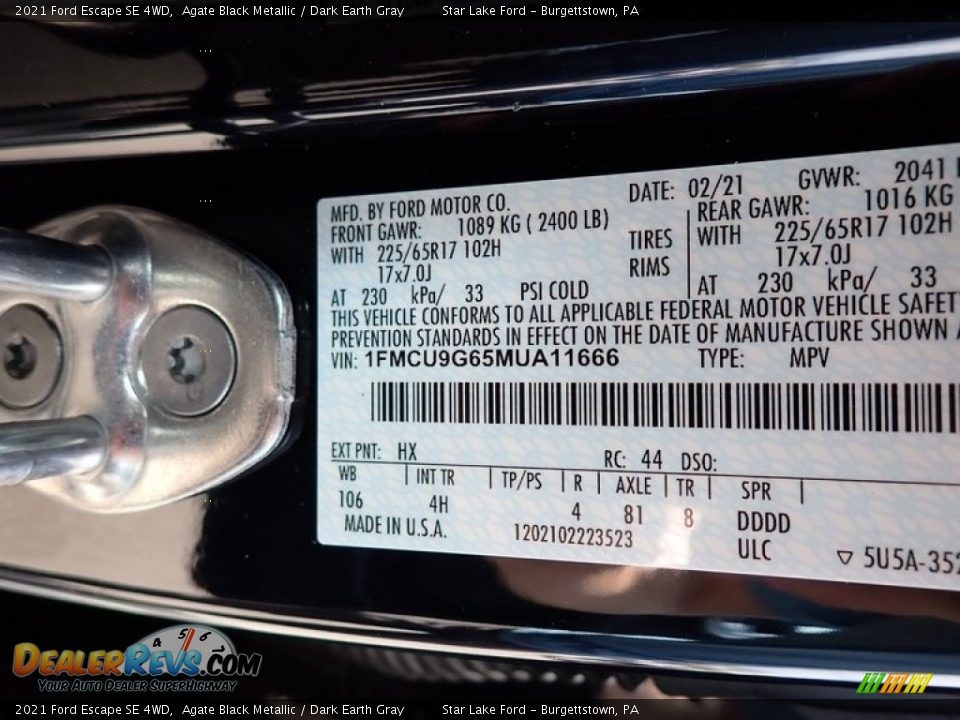 2021 Ford Escape SE 4WD, Agate Black Metallic / Dark Earth Gray Star Lake Ford - Burgettstown, PA
MFD. BY FORD MOTOR CO. DATE: 02/21 GVWR: 2041
FRONT GAWR: 1089 KG ( 2400 LB) REAR GAWR: 1016 KG
WITH 225/65R17 102H TIRES WITH 225/65R17 102H
17x7.0J RIMS 17x7.0J
AT 230 kPa/ 33 PSI COLD AT 230 kPa/ 33
THIS VEHICLE CONFORMS TO ALL APPLICABLE FEDERAL MOTOR VEHICLE SAFET
PREVENTION STANDARDS IN EFFECT ON THE DATE OF MANUFACTURE SHOWN
VIN: 1FMCU9G65MUA11666 TYPE: MPV
EXT PNT: HX RC: 44 DSO:
WB INT TR TP/PS R AXLE TR SPR
106 4H 4 81 8 DDDD
MADE IN U.S.A. 1202102223523 ULC
▽ 5U5A-352
4 5 6
DEALERREVS.COM
YOUR AUTO DEALER SUPERHIGHWAY
2021 Ford Escape SE 4WD, Agate Black Metallic / Dark Earth Gray Star Lake Ford - Burgettstown, PA